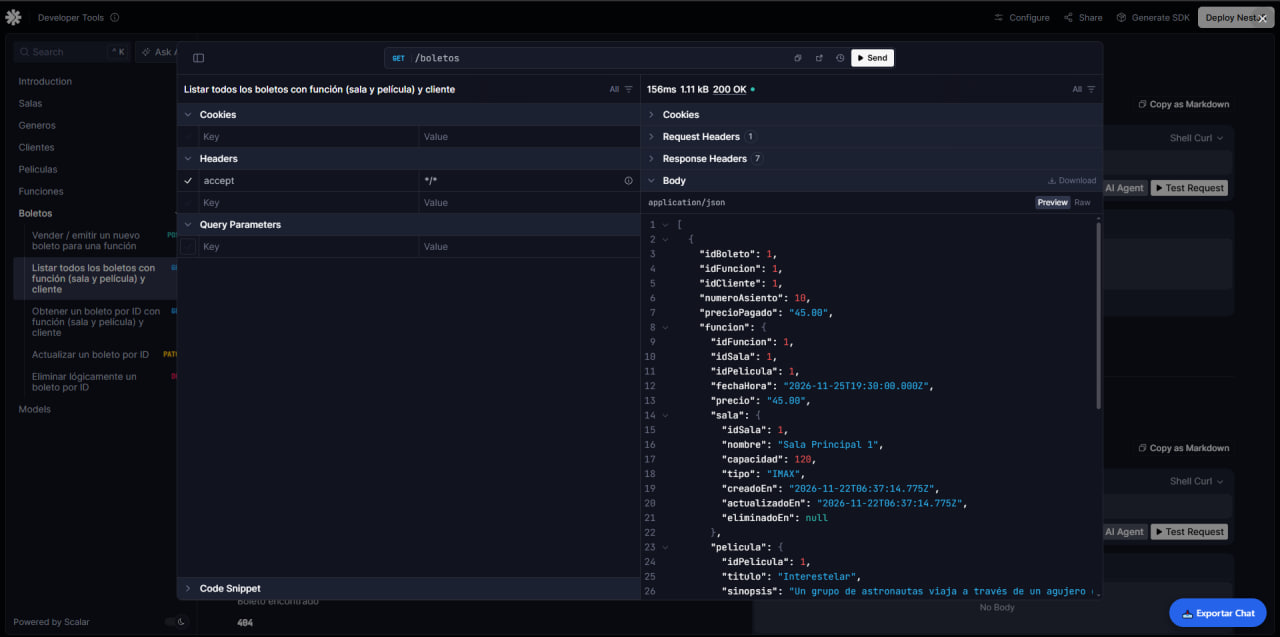 Developer Tools
Configure
Share
Generate SDK
Deploy
Search
^ K
Ask
Introduction
Salas
Generos
Clientes
Peliculas
Funciones
Boletos
Vender / emitir un nuevo
boleto para una función
Listar todos los boletos con
función (sala y película) y
cliente
Obtener un boleto por ID con
función (sala y película) y
cliente
Actualizar un boleto por ID
PAT
Eliminar lógicamente un
boleto por ID
Models
Powered by Scalar
GET /boletos
Send
Listar todos los boletos con función (sala y película) y cliente
All
Cookies
Key Value
Headers
accept */*
Key Value
Query Parameters
Key Value
Code Snippet
156ms 1.11 kB 200 OK
All
Cookies
Request Headers 1
Response Headers 7
Body
Download
application/json
Preview Raw
1 [
2 {
3 "idBoleto": 1,
4 "idFuncion": 1,
5 "idCliente": 1,
6 "numeroAsiento": 10,
7 "precioPagado": "45.00",
8 "funcion": {
9 "idFuncion": 1,
10 "idSala": 1,
11 "idPelicula": 1,
12 "fechaHora": "2026-11-25T19:30:00.000Z",
13 "precio": "45.00",
14 "sala": {
15 "idSala": 1,
16 "nombre": "Sala Principal 1",
17 "capacidad": 120,
18 "tipo": "IMAX",
19 "creadoEn": "2026-11-22T06:37:14.775Z",
20 "actualizadoEn": "2026-11-22T06:37:14.775Z",
21 "eliminadoEn": null
22 },
23 "pelicula": {
24 "idPelicula": 1,
25 "titulo": "Interestelar",
26 "sinopsis": "Un grupo de astronautas viaja a través de un agujero
Boleto encontrado
404
No Body
Copy as Markdown
Shell Curl
AI Agent
Test Request
Copy as Markdown
Shell Curl
AI Agent
Test Request
Exportar Chat